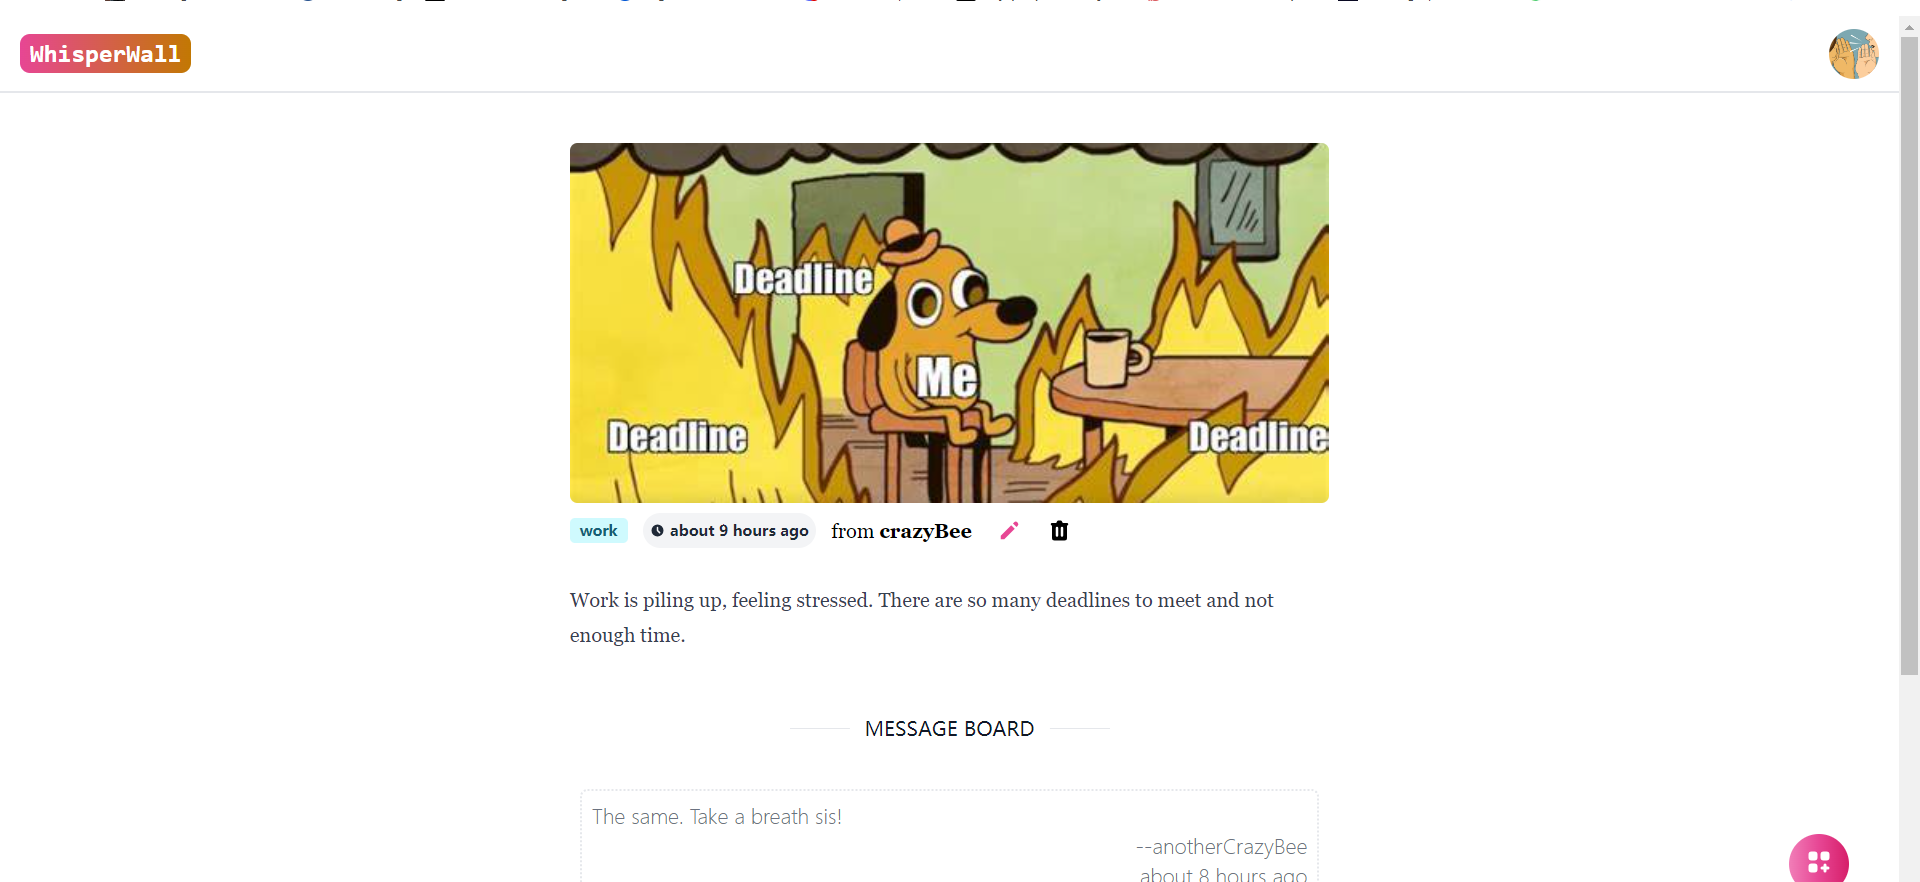 WhisperWall
Deadline
Me
Deadline
Deadline
work
about 9 hours ago
from crazyBee
Work is piling up, feeling stressed. There are so many deadlines to meet and not
enough time.
MESSAGE BOARD
The same. Take a breath sis!
--anotherCrazyBee
about 8 hours ago